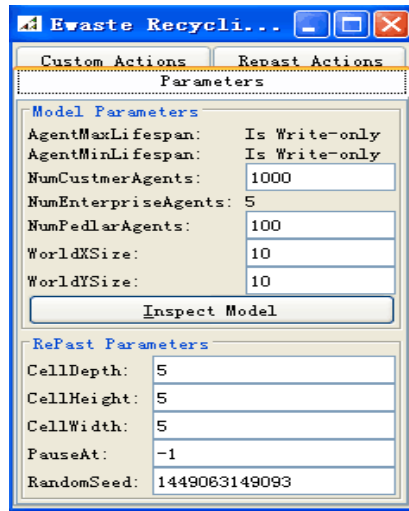 Ewaste Recycli...
Custom Actions Repast Actions
Parameters
Model Parameters
AgentMaxLifespan: Is Write-only
AgentMinLifespan: Is Write-only
NumCustmerAgents: 1000
NumEnterpriseAgents: 5
NumPedlarAgents: 100
WorldXSize: 10
WorldYSize: 10
Inspect Model
RePast Parameters
CellDepth: 5
CellHeight: 5
CellWidth: 5
PauseAt: -1
RandomSeed: 1449063149093